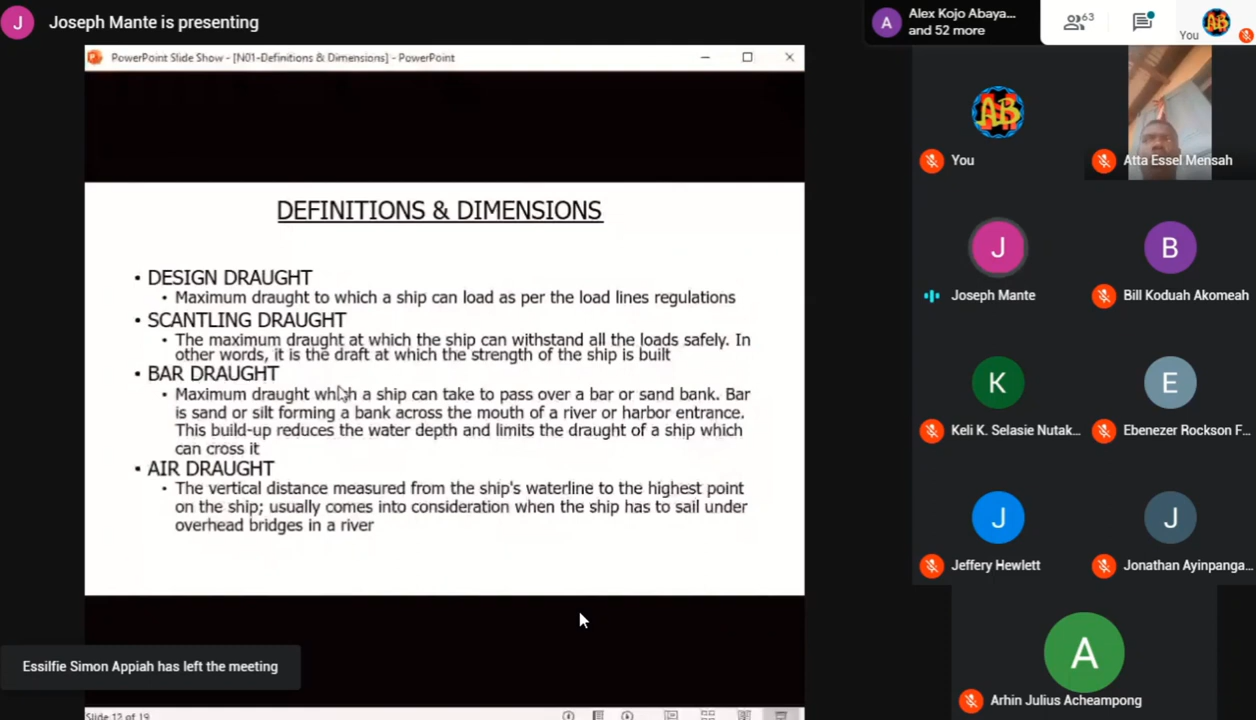 J Joseph Mante is presenting
A Alex Kojo Abaya...
and 52 more
63
You
PowerPoint Slide Show - [N01-Definitions & Dimensions] - PowerPoint
DEFINITIONS & DIMENSIONS
• DESIGN DRAUGHT
• Maximum draught to which a ship can load as per the load lines regulations
• SCANTLING DRAUGHT
• The maximum draught at which the ship can withstand all the loads safely. In
other words, it is the draft at which the strength of the ship is built
• BAR DRAUGHT
• Maximum draught which a ship can take to pass over a bar or sand bank. Bar
is sand or silt forming a bank across the mouth of a river or harbor entrance.
This build-up reduces the water depth and limits the draught of a ship which
can cross it
• AIR DRAUGHT
• The vertical distance measured from the ship's waterline to the highest point
on the ship; usually comes into consideration when the ship has to sail under
overhead bridges in a river
Slide 12 of 19
Essilfie Simon Appiah has left the meeting
AB
You
Atta Essel Mensah
J
Joseph Mante
B
Bill Koduah Akomeah
K
Keli K. Selasie Nutak...
E
Ebenezer Rockson F...
J
Jeffery Hewlett
J
Jonathan Ayinpanga...
A
Arhin Julius Acheampong